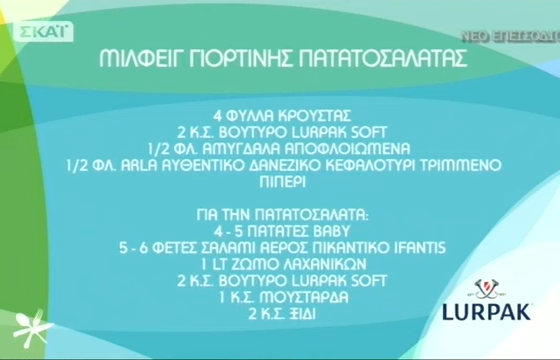 ΣΚΑΪ
ΝΕΟ ΕΠΕΙΣΟΔΙΟ
ΜΙΛΦΕΙΓ ΓΙΟΡΤΙΝΗΣ ΠΑΤΑΤΟΣΑΛΑΤΑΣ
4 ΦΥΛΛΑ ΚΡΟΥΣΤΑΣ
2 Κ.Σ. ΒΟΥΤΥΡΟ LURPAK SOFT
1/2 ΦΛ. ΑΜΥΓΔΑΛΑ ΑΠΟΦΛΟΙΩΜΕΝΑ
1/2 ΦΛ. ARLA ΑΥΘΕΝΤΙΚΟ ΔΑΝΕΖΙΚΟ ΚΕΦΑΛΟΤΥΡΙ ΤΡΙΜΜΕΝΟ
ΠΙΠΕΡΙ
ΓΙΑ ΤΗΝ ΠΑΤΑΤΟΣΑΛΑΤΑ:
4 - 5 ΠΑΤΑΤΕΣ BABY
5 - 6 ΦΕΤΕΣ ΣΑΛΑΜΙ ΑΕΡΟΣ ΠΙΚΑΝΤΙΚΟ IFANTIS
1 LT ΖΩΜΟ ΛΑΧΑΝΙΚΩΝ
2 Κ.Σ. ΒΟΥΤΥΡΟ LURPAK SOFT
1 Κ.Σ. ΜΟΥΣΤΑΡΔΑ
2 Κ.Σ. ΞΙΔΙ
LURPAK